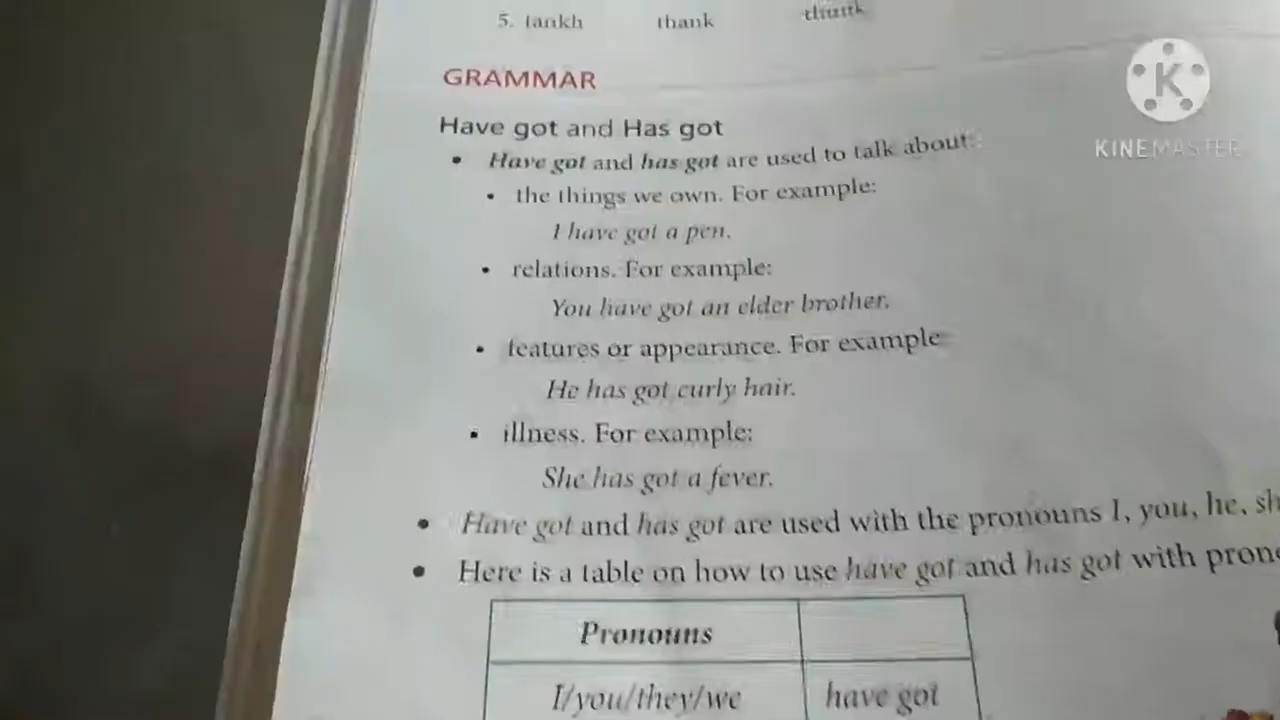 5. tankh thank thunk
GRAMMAR
K
KINEMASTER
Have got and Has got
• Have got and has got are used to talk about:
• the things we own. For example:
I have got a pen.
• relations. For example:
You have got an elder brother.
• features or appearance. For example
He has got curly hair.
• illness. For example:
She has got a fever.
• Have got and has got are used with the pronouns I, you, he, sh
• Here is a table on how to use have got and has got with pron
Pronouns
I/you/they/we have got